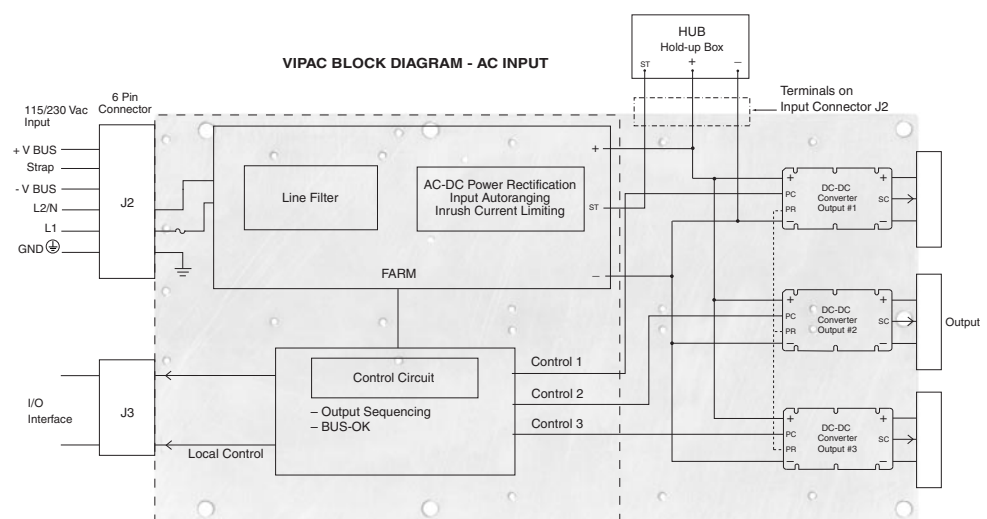 HUB
Hold-up Box
ST + –
VIPAC BLOCK DIAGRAM - AC INPUT
Terminals on
Input Connector J2
6 Pin
Connector
115/230 Vac
Input
+ V BUS
Strap
- V BUS
L2/N
L1
GND
J2
Line Filter
AC-DC Power Rectification
Input Autoranging
Inrush Current Limiting
+
ST
–
FARM
+ PC PR –
DC-DC
Converter
Output #1
+ SC –
+ PC PR –
DC-DC
Converter
Output #2
+ SC –
Output
+ PC PR –
DC-DC
Converter
Output #3
+ SC –
Control Circuit
– Output Sequencing
– BUS-OK
Control 1
Control 2
Control 3
I/O
Interface
J3
Local Control